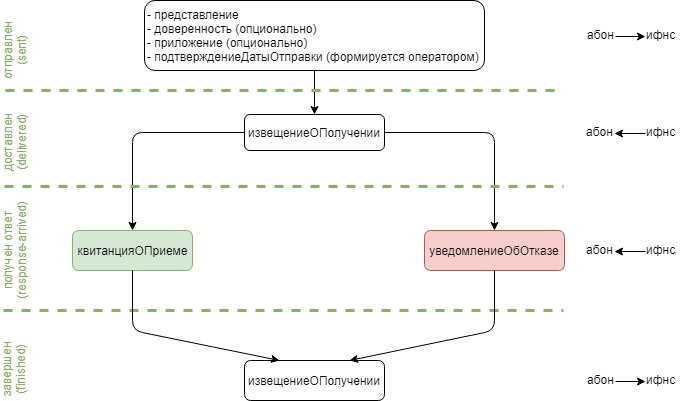 - представление
- доверенность (опционально)
- приложение (опционально)
- подтверждениеДатыОтправки (формируется оператором)
отправлен
(sent)
абон
ифнс
доставлен
(delivered)
извещениеОПолучении
абон
ифнс
получен ответ
(response-arrived)
квитанцияОПриеме
уведомлениеОбОтказе
абон
ифнс
завершен
(finished)
извещениеОПолучении
абон
ифнс